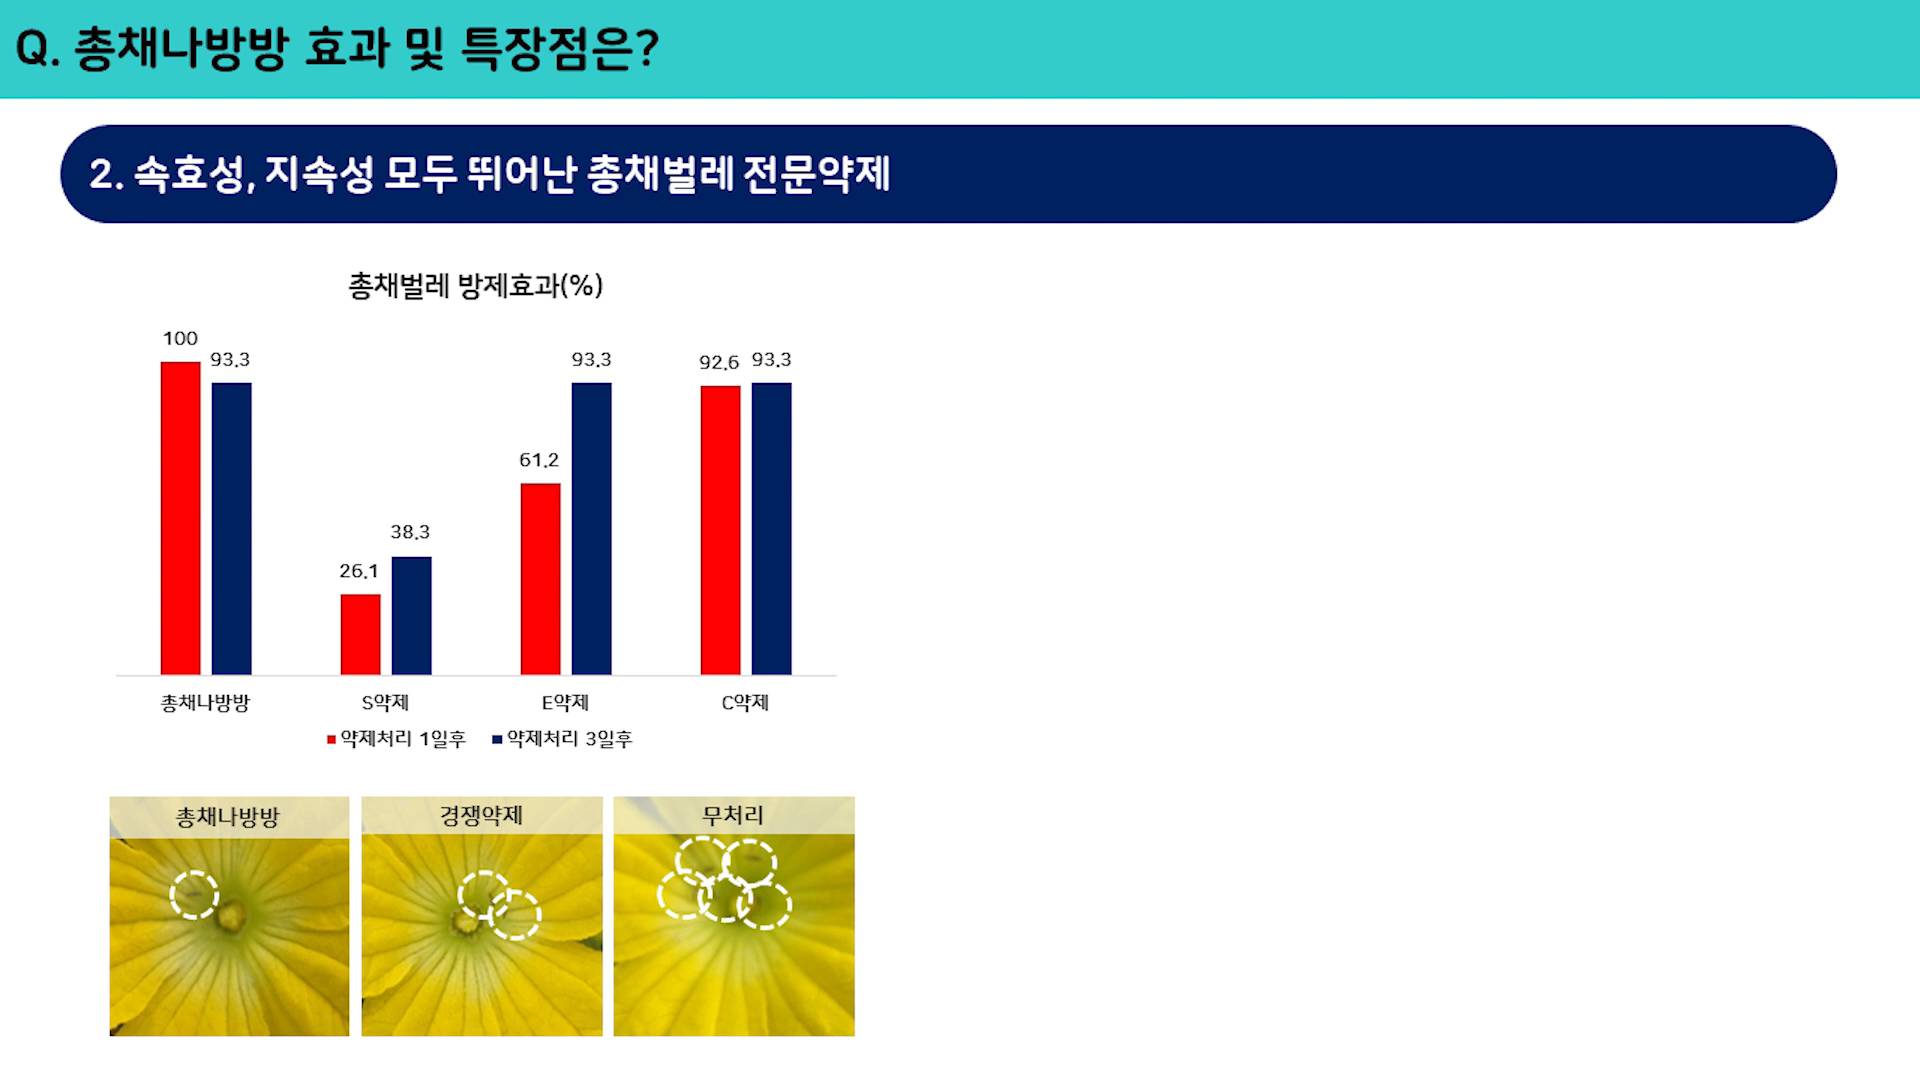 Q. 총채나방방 효과 및 특장점은?
2. 속효성, 지속성 모두 뛰어난 총채벌레 전문약제
총채벌레 방제효과(%)
100
93.3
26.1
38.3
61.2
93.3
92.6
93.3
총채나방방 S약제 E약제 C약제
약제처리 1일후 약제처리 3일후
총채나방방 경쟁약제 무처리